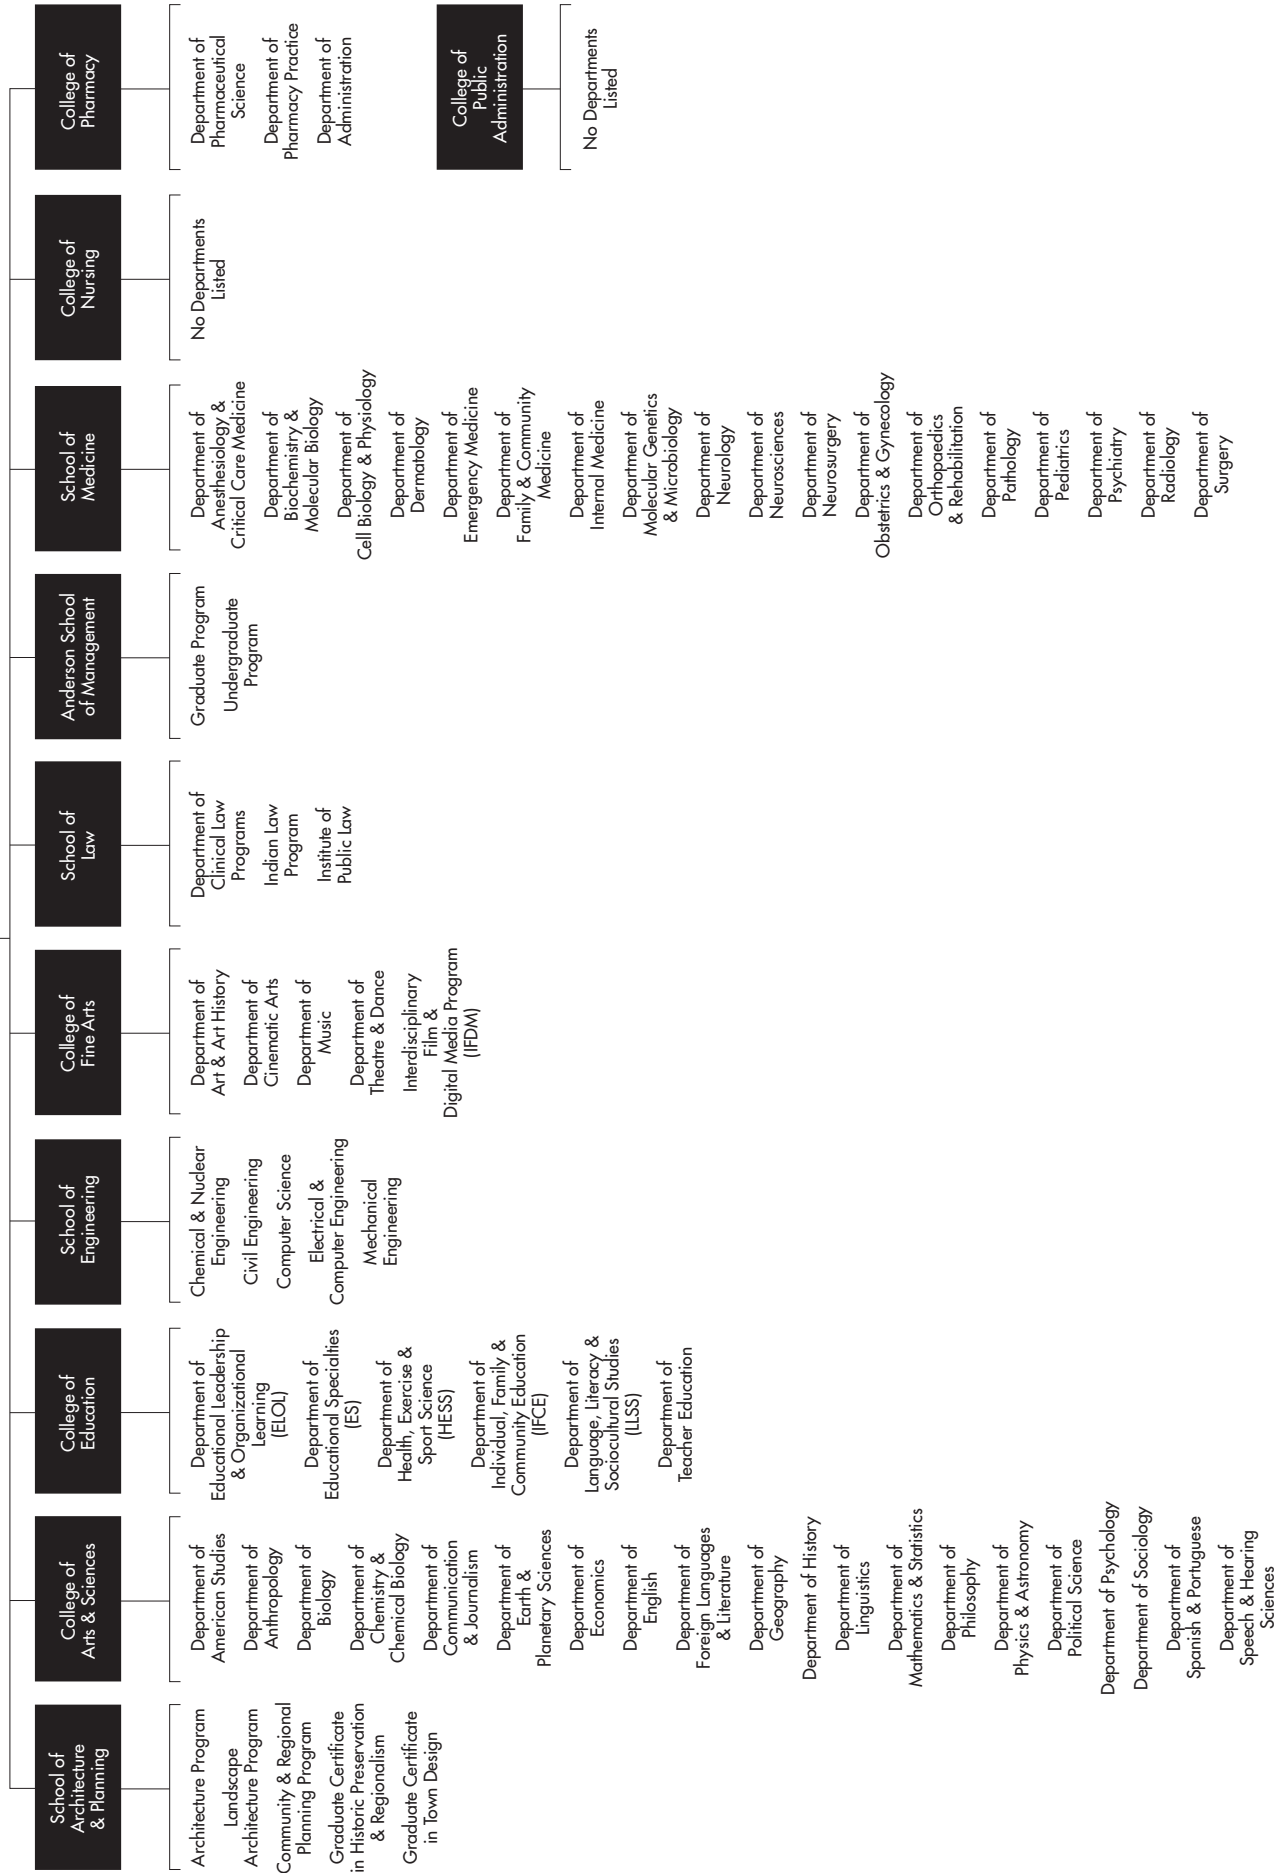 School of
Architecture
& Planning
Architecture Program
Landscape
Architecture Program
Community & Regional
Planning Program
Graduate Certificate
in Historic Preservation
& Regionalism
Graduate Certificate
in Town Design
College of
Arts & Sciences
Department of
American Studies
Department of
Anthropology
Department of
Biology
Department of
Chemistry &
Chemical Biology
Department of
Communication
& Journalism
Department of
Earth &
Planetary Sciences
Department of
Economics
Department of
English
Department of
Foreign Languages
& Literature
Department of
Geography
Department of History
Department of
Linguistics
Department of
Mathematics & Statistics
Department of
Philosophy
Department of
Physics & Astronomy
Department of
Political Science
Department of Psychology
Department of Sociology
Department of
Spanish & Portuguese
Department of
Speech & Hearing
Sciences
College of
Education
Department of
Educational Leadership
& Organizational
Learning
(ELOL)
Department of
Educational Specialties
(ES)
Department of
Health, Exercise &
Sport Science
(HESS)
Department of
Individual, Family &
Community Education
(IFCE)
Department of
Language, Literacy &
Sociocultural Studies
(LLSS)
Department of
Teacher Education
School of
Engineering
Chemical & Nuclear
Engineering
Civil Engineering
Computer Science
Electrical &
Computer Engineering
Mechanical
Engineering
College of
Fine Arts
Department of
Art & Art History
Department of
Cinematic Arts
Department of
Music
Department of
Theatre & Dance
Interdisciplinary
Film &
Digital Media Program
(IFDM)
School of
Law
Department of
Clinical Law
Programs
Indian Law
Program
Institute of
Public Law
Anderson School
of Management
Graduate Program
Undergraduate
Program
School of
Medicine
Department of
Anesthesiology &
Critical Care Medicine
Department of
Biochemistry &
Molecular Biology
Department of
Cell Biology & Physiology
Department of
Dermatology
Department of
Emergency Medicine
Department of
Family & Community
Medicine
Department of
Internal Medicine
Department of
Molecular Genetics
& Microbiology
Department of
Neurology
Department of
Neurosciences
Department of
Neurosurgery
Department of
Obstetrics & Gynecology
Department of
Orthopaedics
& Rehabilitation
Department of
Pathology
Department of
Pediatrics
Department of
Psychiatry
Department of
Radiology
Department of
Surgery
College of
Nursing
No Departments
Listed
College of
Pharmacy
Department of
Pharmaceutical
Science
Department of
Pharmacy Practice
Department of
Administration
College of
Public
Administration
No Departments
Listed